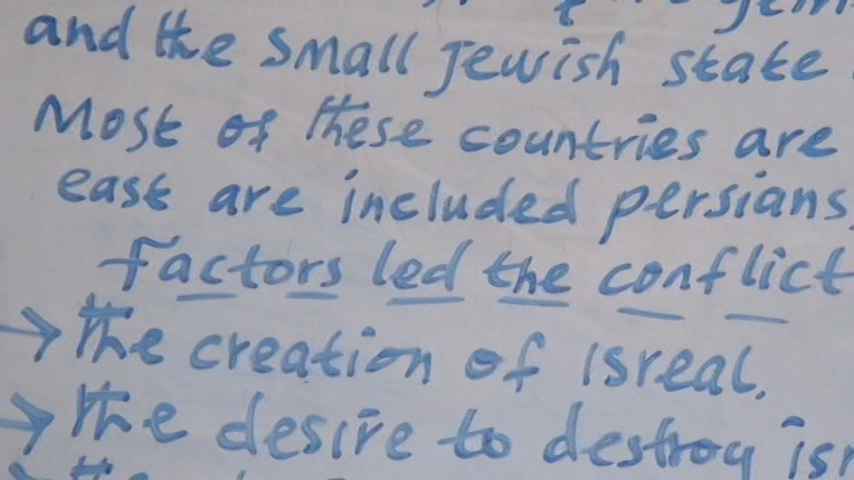 and the small Jewish state
Most of these countries are
east are included persians,
factors led the conflict
→ The creation of isreal.
→ The desire to destroy